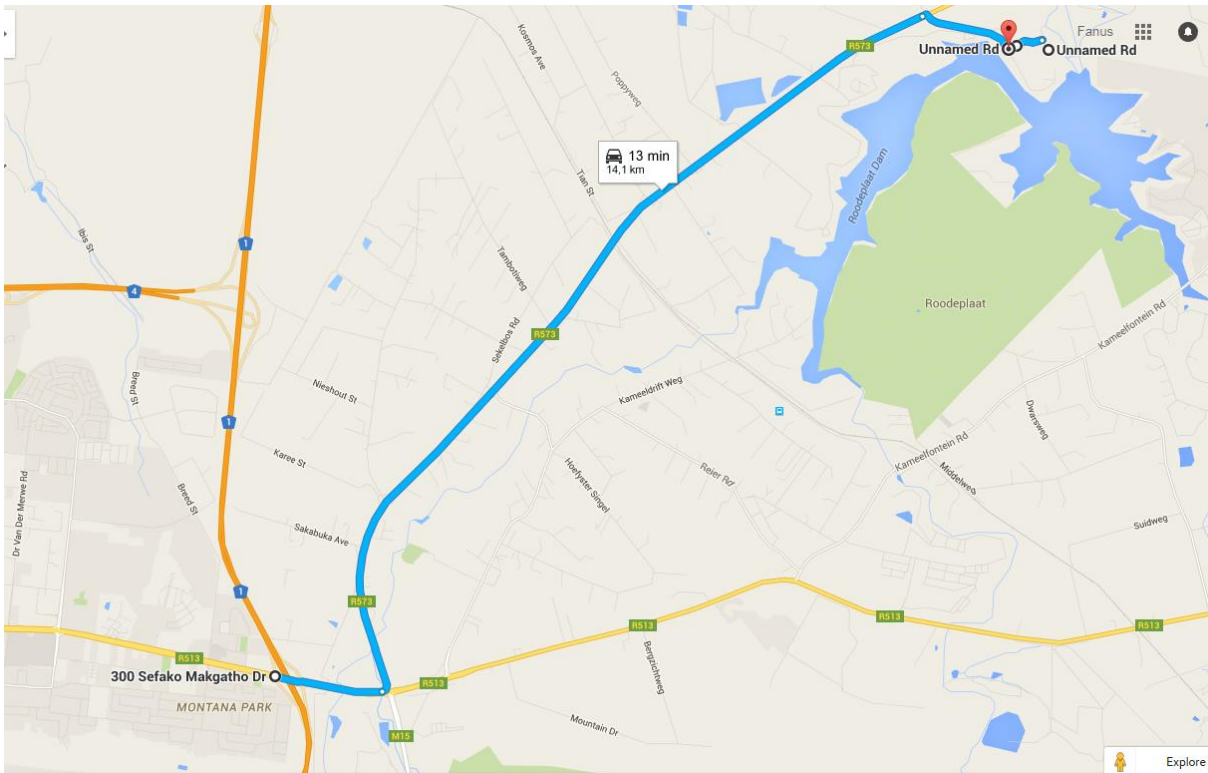 Fanus
Kosmos Ave
R573
Unnamed Rd
Unnamed Rd
Poppyweg
13 min
14,1 km
Roodeplaat Dam
Tian St
Ibis St
1
Tambotiweg
4
Roodeplaat
Kameelfontein Rd
R573
Sekelbos Rd
Breed St
Nieshout St
Kameeldrift Weg
1
Dwarsweg
Karee St
Kameelfontein Rd
Hoefyster Singel
Reier Rd
Middelweg
Dr Van Der Merwe Rd
Breed St
Sakabuka Ave
Suidweg
1
R573
R513
R513
R513
R513
300 Sefako Makgatho Dr
R513
Bergzichtweg
MONTANA PARK
Mountain Dr
M15
Explore